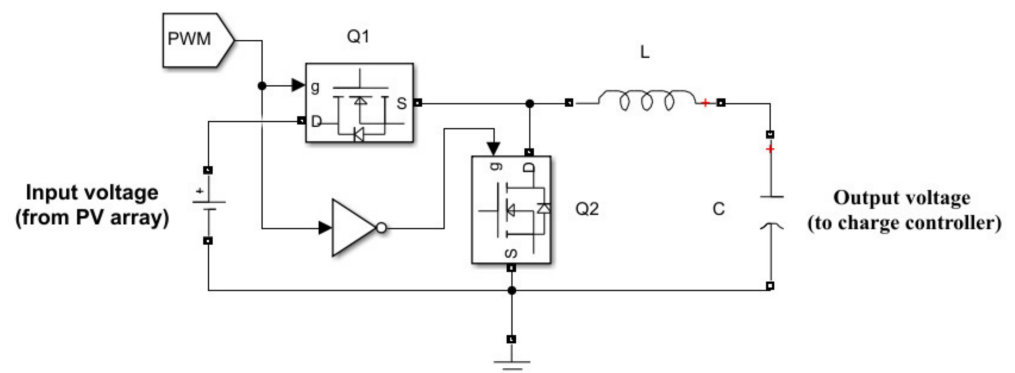 PWM
Q1
L
g
S
D
g
D
Input voltage
(from PV array)
+
Q2
C
Output voltage
(to charge controller)
S